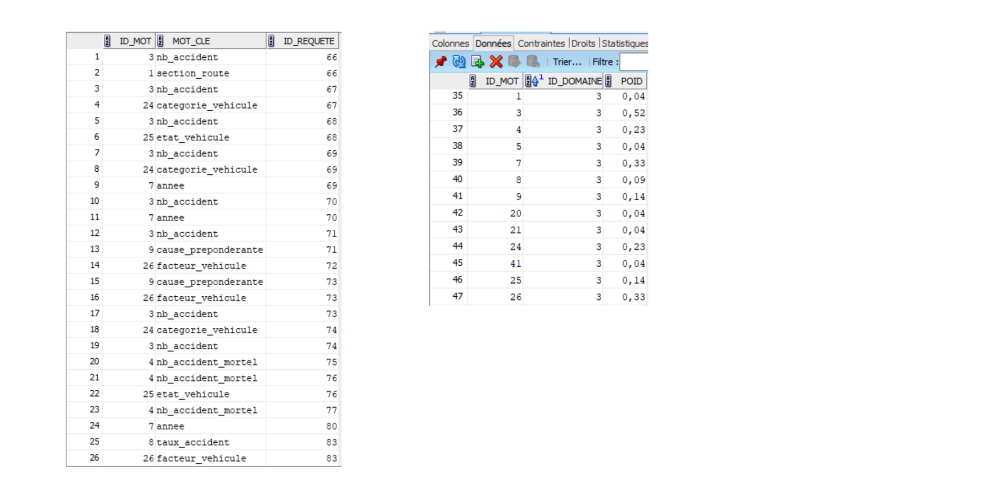 ID_MOT MOT_CLE ID_REQUETE
1 3 nb_accident 66
2 1 section_route 66
3 3 nb_accident 67
4 24 categorie_vehicule 67
5 3 nb_accident 68
6 25 etat_vehicule 68
7 3 nb_accident 69
8 24 categorie_vehicule 69
9 7 annee 69
10 3 nb_accident 70
11 7 annee 70
12 3 nb_accident 71
13 9 cause_preponderante 71
14 26 facteur_vehicule 72
15 9 cause_preponderante 73
16 26 facteur_vehicule 73
17 3 nb_accident 73
18 24 categorie_vehicule 74
19 3 nb_accident 74
20 4 nb_accident_mortel 75
21 4 nb_accident_mortel 76
22 25 etat_vehicule 76
23 4 nb_accident_mortel 77
24 7 annee 80
25 8 taux_accident 83
26 26 facteur_vehicule 83
Colonnes Données Contraintes |Droits |Statistiques
Trier... Filtre :
ID_MOT 1 ID_DOMAINE POID
35 1 3 0,04
36 3 3 0,52
37 4 3 0,23
38 5 3 0,04
39 7 3 0,33
40 8 3 0,09
41 9 3 0,14
42 20 3 0,04
43 21 3 0,04
44 24 3 0,23
45 41 3 0,04
46 25 3 0,14
47 26 3 0,33